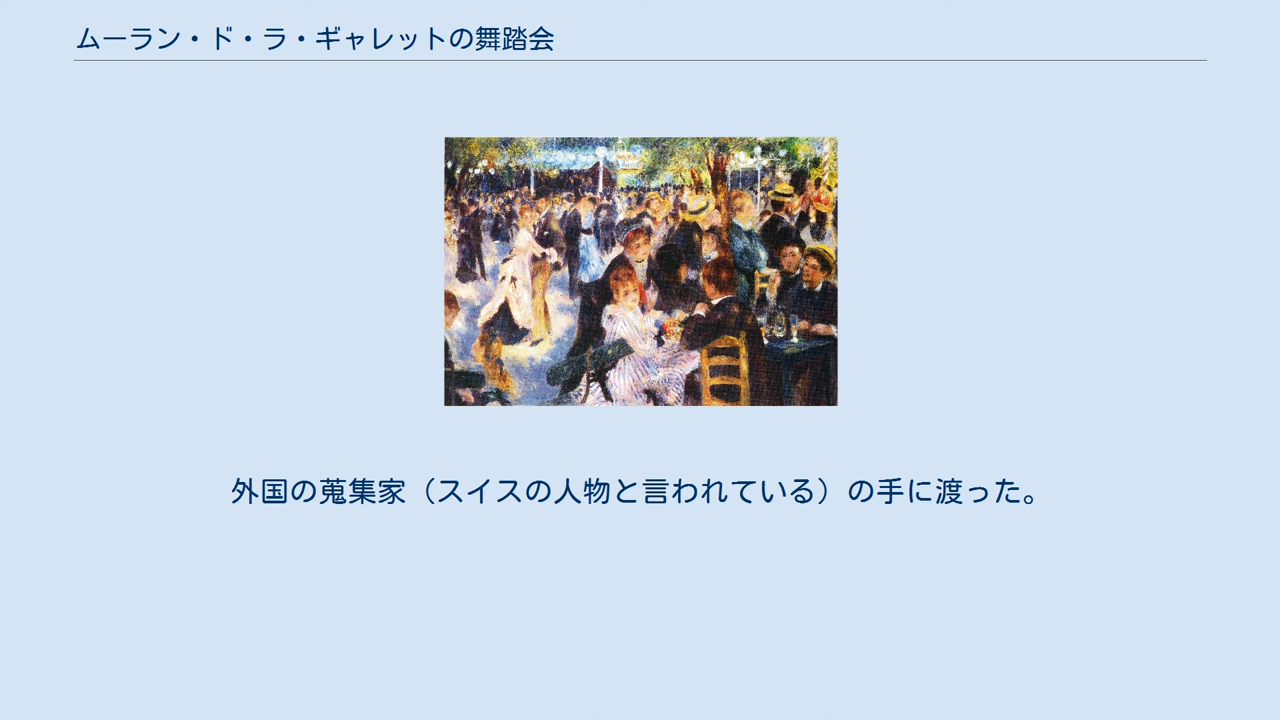 ムーラン・ド・ラ・ギャレットの舞踏会
外国の蒐集家（スイスの人物と言われている）の手に渡った。